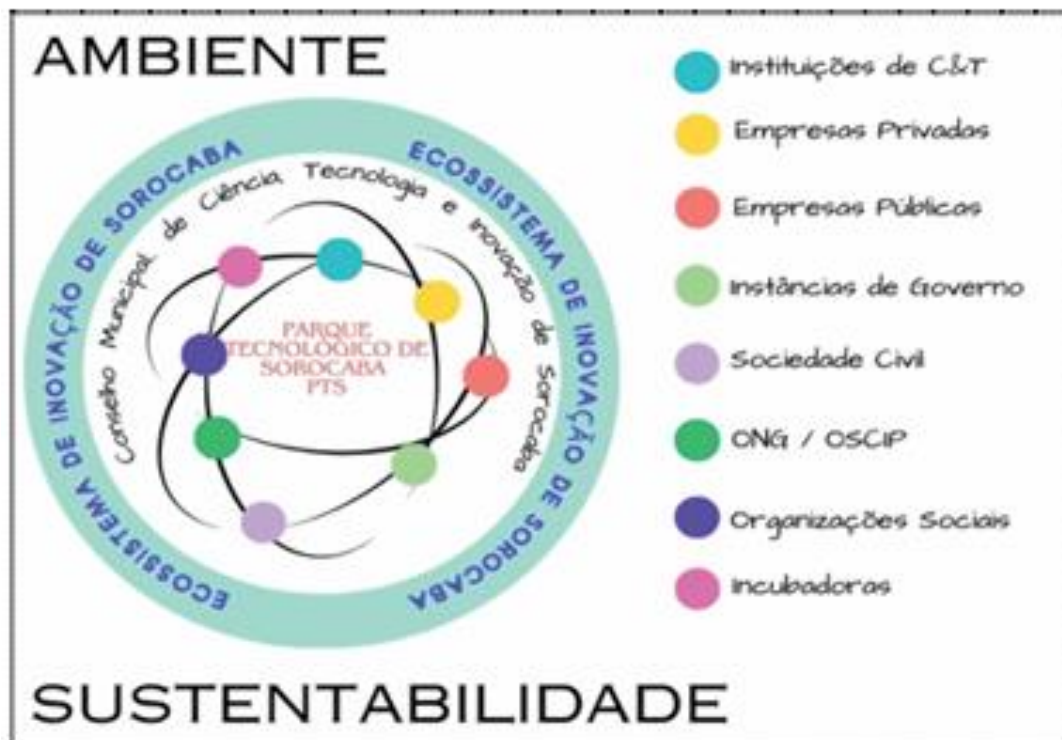 AMBIENTE
ECOSSISTEMA DE INOVAÇÃO DE SOROCABA
ECOSSISTEMA DE INOVAÇÃO DE SOROCABA
Conselho Municipal de Ciência, Tecnologia e Inovação de Sorocaba
PARQUE
TECNOLÓGICO DE
SOROCABA
PTS
Instituições de C&T
Empresas Privadas
Empresas Públicas
Instâncias de Governo
Sociedade Civil
ONG / OSCIP
Organizações Sociais
Incubadoras
SUSTENTABILIDADE